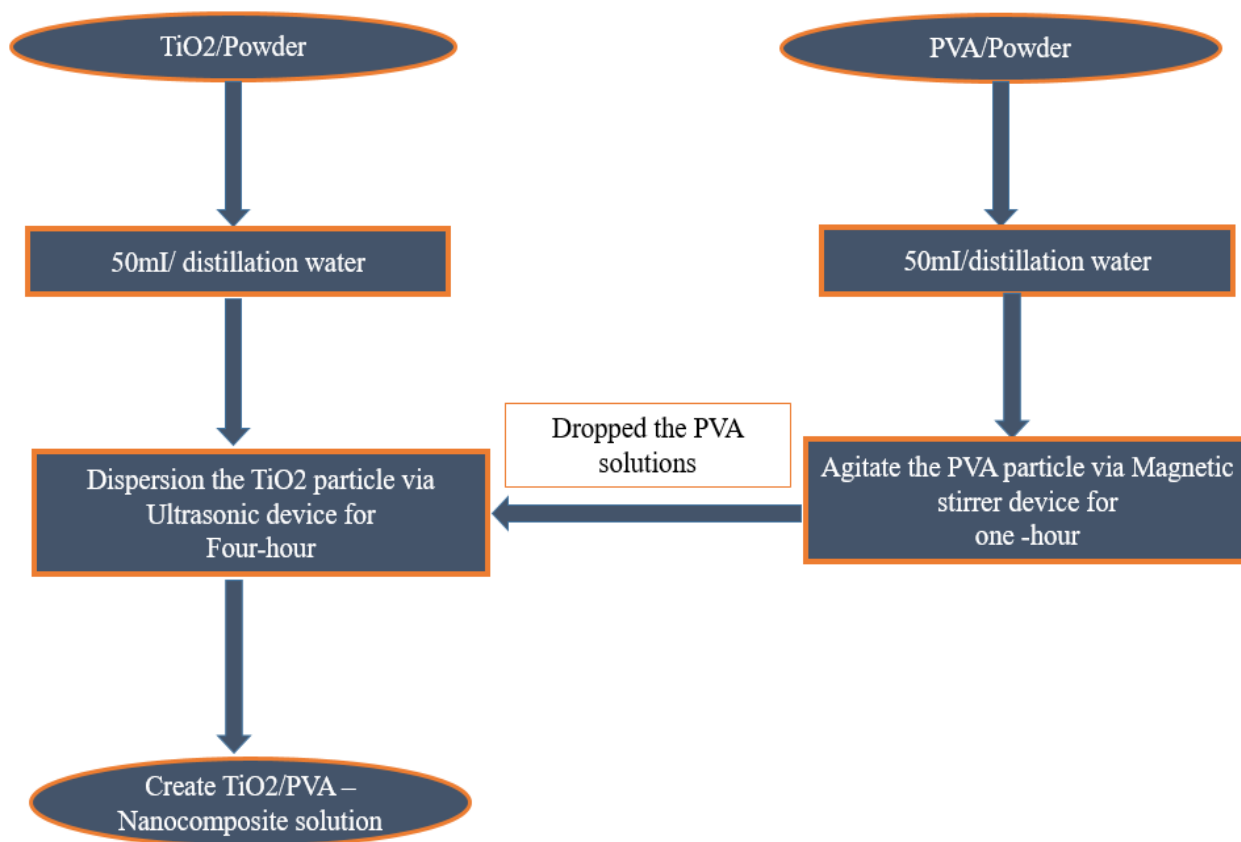 TiO2/Powder
PVA/Powder
50mI/ distillation water
50mI/distillation water
Dropped the PVA
solutions
Dispersion the TiO2 particle via
Ultrasonic device for
Four-hour
Agitate the PVA particle via Magnetic
stirrer device for
one -hour
Create TiO2/PVA –
Nanocomposite solution